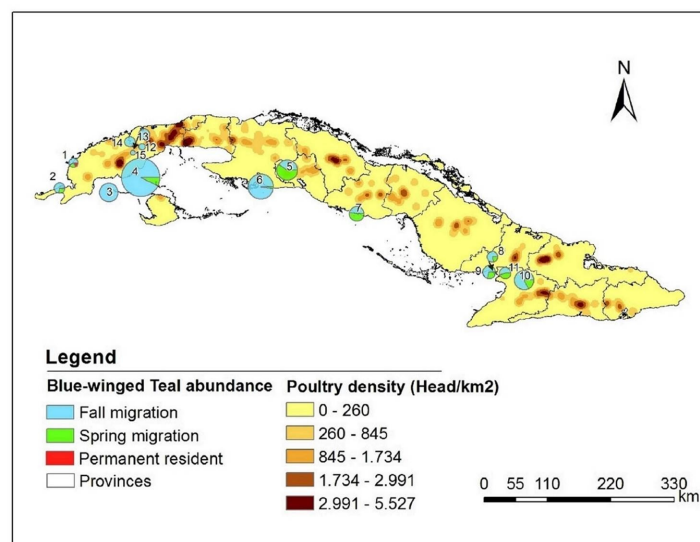 N
14
13
12
15
1
2
3
4
5
6
7
8
9
11
10
Legend
Blue-winged Teal abundance
Fall migration
Spring migration
Permanent resident
Provinces
Poultry density (Head/km2)
0 - 260
260 - 845
845 - 1.734
1.734 - 2.991
2.991 - 5.527
0 55 110 220 330
km